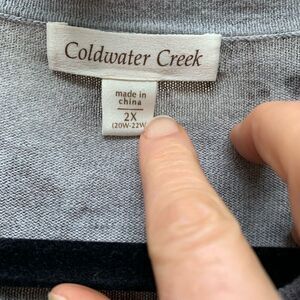 Coldwater Creek
made in
china
2X
(20W-22W